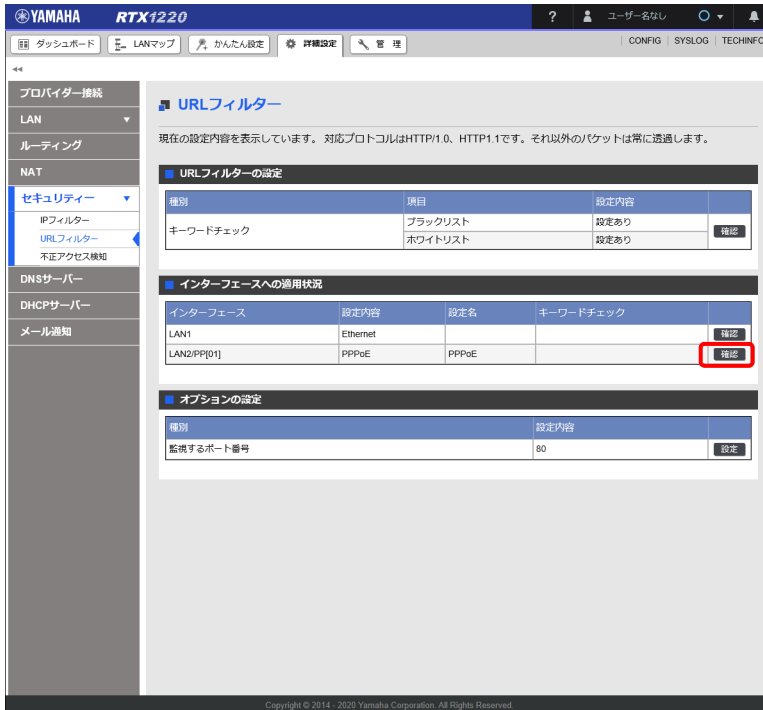 YAMAHA RTX1220 ? ユーザー名なし
ダッシュボード LANマップ かんたん設定 詳細設定 管 理 CONFIG SYSLOG TECHINFO
プロバイダー接続
LAN
ルーティング
NAT
セキュリティー
IPフィルター
URLフィルター
不正アクセス検知
DNSサーバー
DHCPサーバー
メール通知
URLフィルター
現在の設定内容を表示しています。 対応プロトコルはHTTP/1.0、HTTP1.1です。それ以外のパケットは常に透過します。
URLフィルターの設定
種別 項目 設定内容
キーワードチェック ブラックリスト 設定あり 確認
ホワイトリスト 設定あり
インターフェースへの適用状況
インターフェース 設定内容 設定名 キーワードチェック
LAN1 Ethernet 確認
LAN2/PP[01] PPPoE PPPoE 確認
オプションの設定
種別 設定内容
監視するポート番号 80 設定
Copyright © 2014 - 2020 Yamaha Corporation. All Rights Reserved.